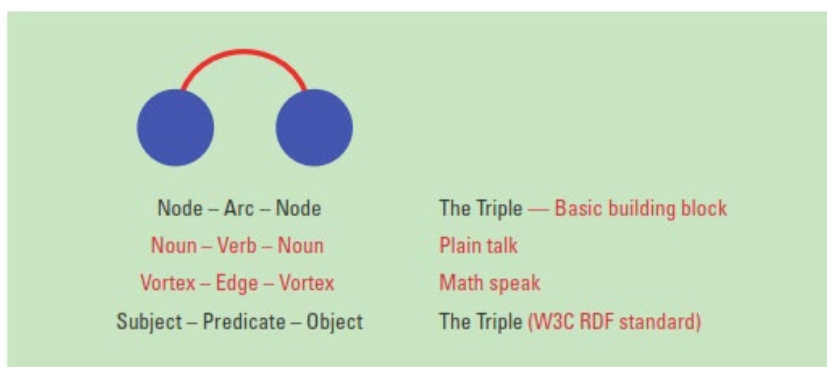 Node – Arc – Node The Triple — Basic building block
Noun – Verb – Noun Plain talk
Vortex – Edge – Vortex Math speak
Subject – Predicate – Object The Triple (W3C RDF standard)